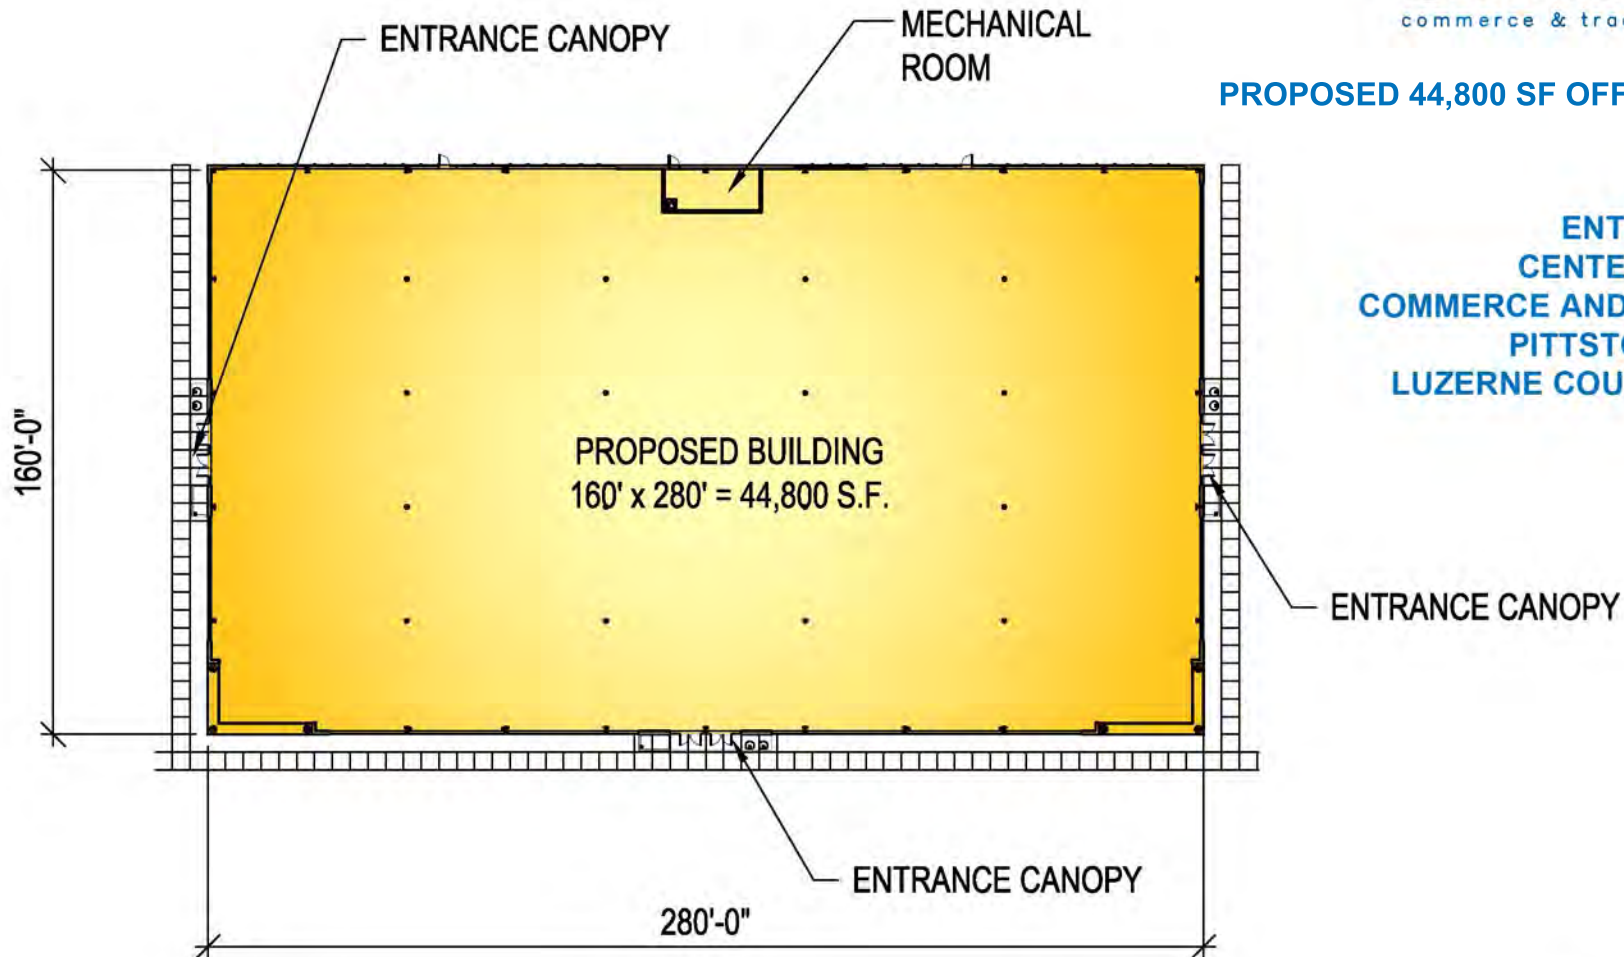 commerce & tra
ENTRANCE CANOPY
MECHANICAL
ROOM
PROPOSED 44,800 SF OFF
ENT
CENTE
COMMERCE AND
PITTST
LUZERNE COU
160'-0"
PROPOSED BUILDING
160' x 280' = 44,800 S.F.
ENTRANCE CANOPY
ENTRANCE CANOPY
280'-0"